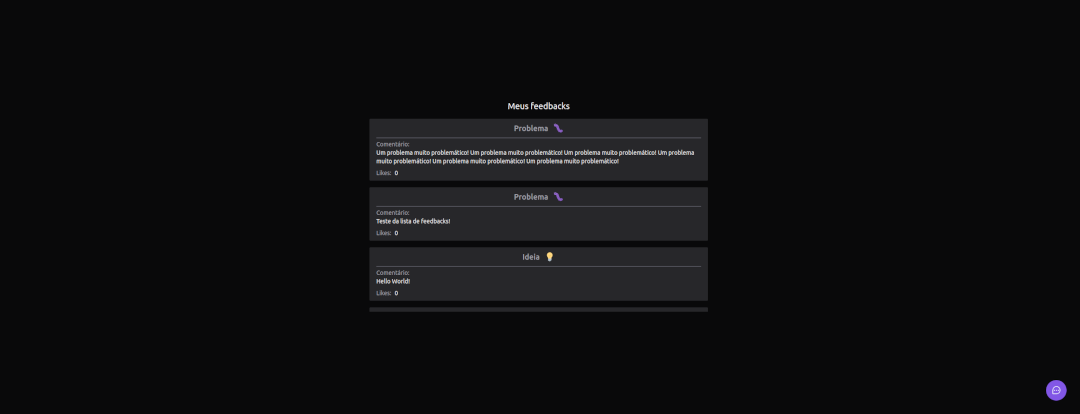 Meus feedbacks
Problema
Comentário:
Um problema muito problemático! Um problema muito problemático! Um problema muito problemático! Um problema
muito problemático! Um problema muito problemático! Um problema muito problemático!
Likes: 0
Problema
Comentário:
Teste da lista de feedbacks!
Likes: 0
Ideia
Comentário:
Hello World!
Likes: 0